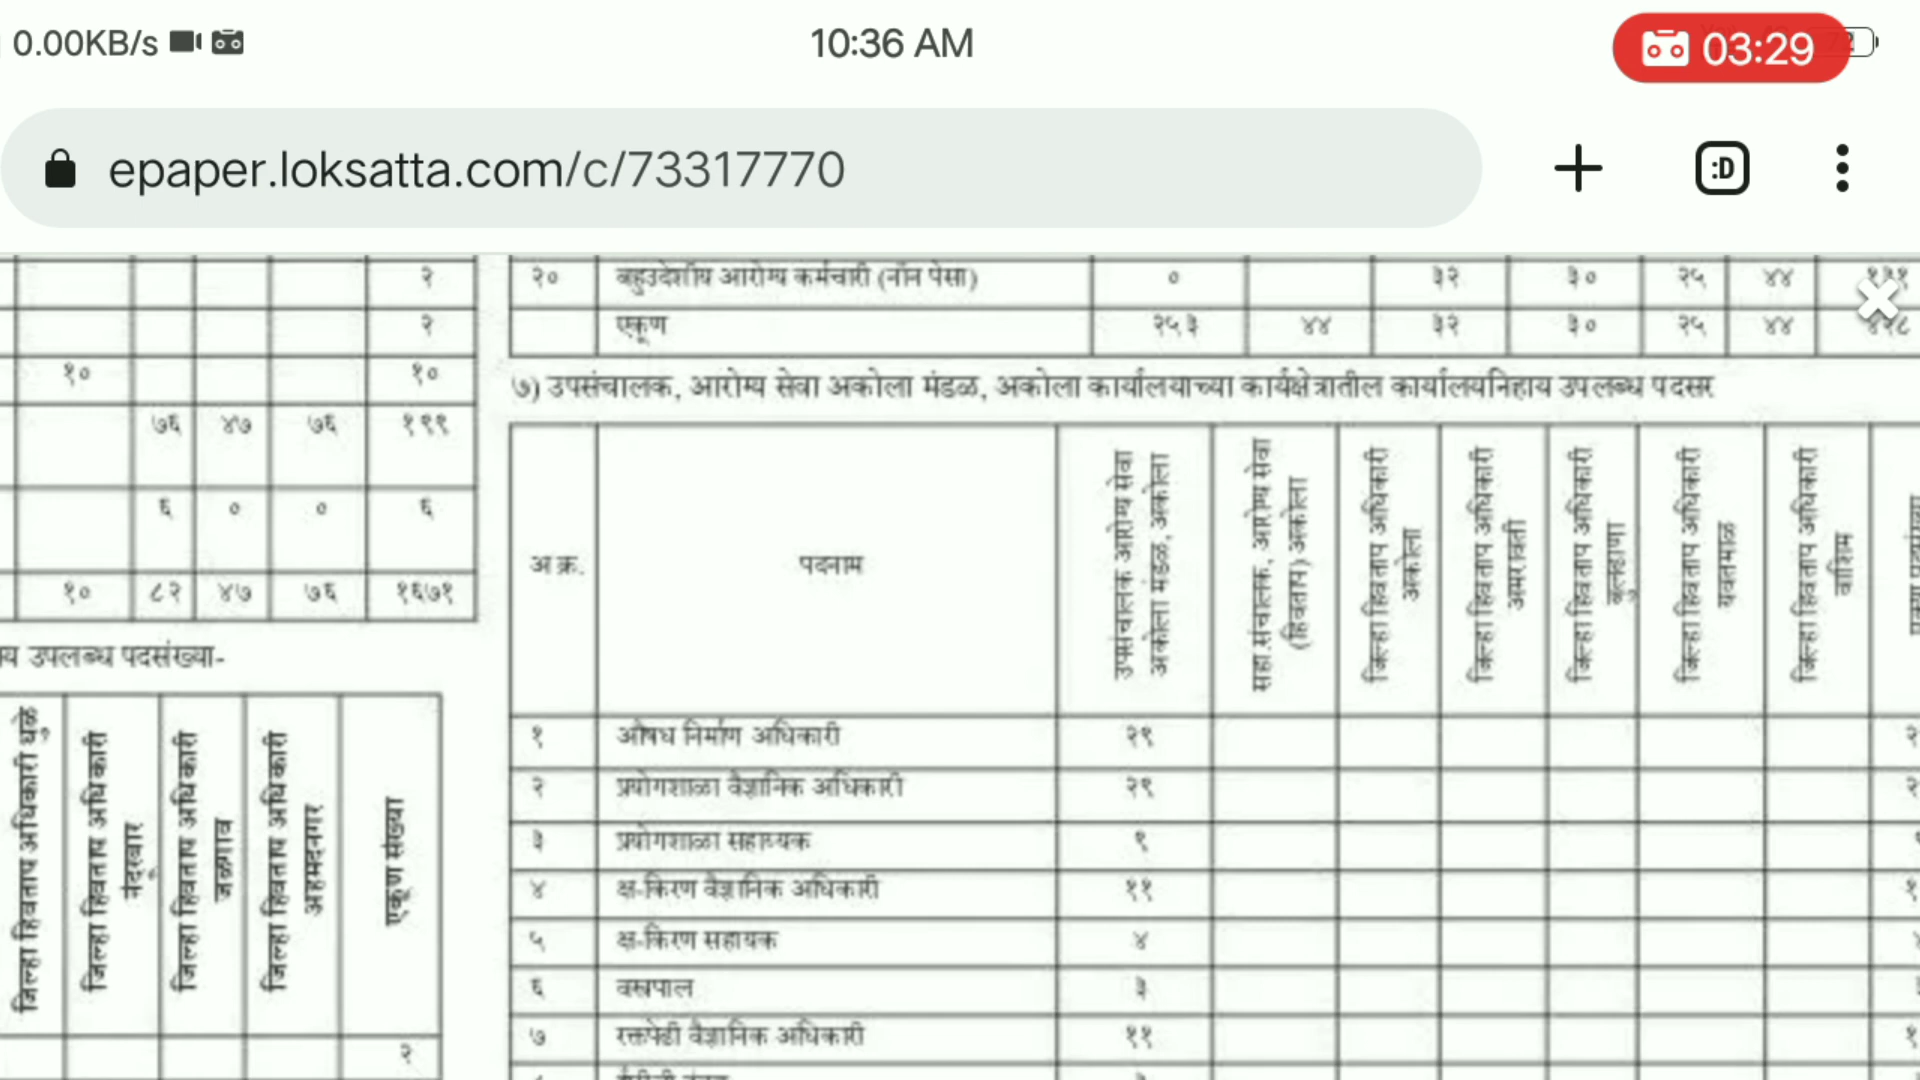 0.00KB/s
10:36 AM
03:29
epaper.loksatta.com/c/73317770
:D
२
२
१० १०
७६ ४७ ७६ १९९
६ ० ० ६
१० ८२ ४७ ७६ १६७१
य उपलब्ध पदसंख्या-
जिल्हा हिवताप अधिकारी धुळे
जिल्हा हिवताप अधिकारी
नंदुरबार
जिल्हा हिवताप अधिकारी
जळगाव
जिल्हा हिवताप अधिकारी
अहमदनगर
एकूण संख्या
२
२० बहुउदेशीय आरोग्य कर्मचारी (नॉन पेसा) ० ३२ ३० २५ ४४
एकूण २५३ ४४ ३२ ३० २५ ४४
७) उपसंचालक, आरोग्य सेवा अकोला मंडळ, अकोला कार्यालयाच्या कार्यक्षेत्रातील कार्यालयनिहाय उपलब्ध पदसर
अ क्र.
पदनाम
उपसंचालक आरोग्य सेवा
अकोला मंडळ, अकोला
सहा.संचालक, आरोग्य सेवा
(हिवताप) अकोला
जिल्हा हिवताप अधिकारी
अकोला
जिल्हा हिवताप अधिकारी
अमरावती
जिल्हा हिवताप अधिकारी
बुलढाणा
जिल्हा हिवताप अधिकारी
यवतमाळ
जिल्हा हिवताप अधिकारी
वाशिम
१ औषध निर्माण अधिकारी २९
२ प्रयोगशाळा वैज्ञानिक अधिकारी २९
३ प्रयोगशाळा सहाय्यक ९
४ क्ष-किरण वैज्ञानिक अधिकारी ११
५ क्ष-किरण सहायक ४
६ वस्त्रपाल ३
७ रक्तपेढी वैज्ञानिक अधिकारी ११